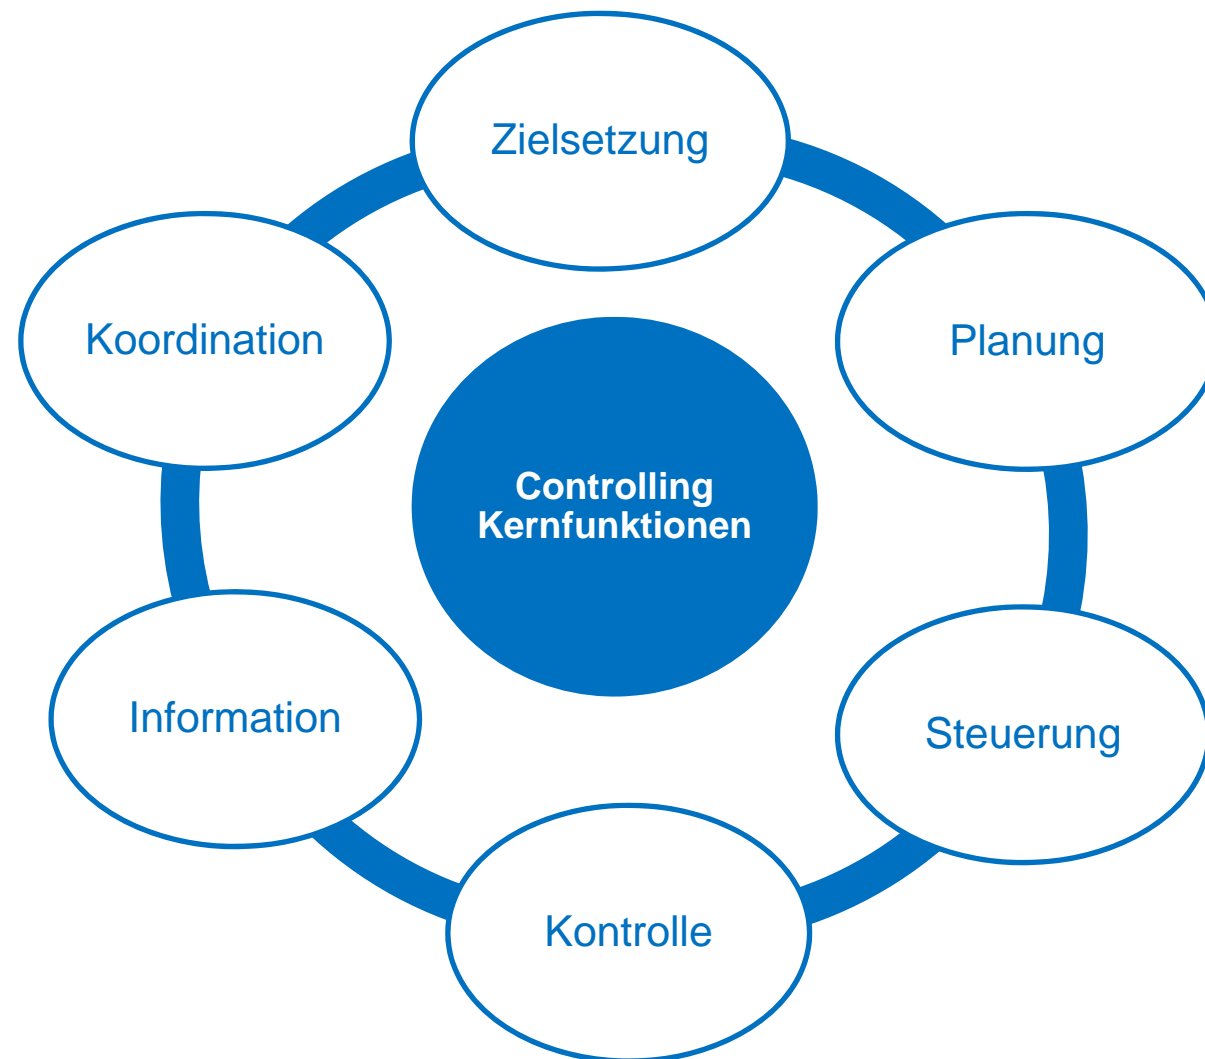 Zielsetzung
Koordination
Planung
Controlling
Kernfunktionen
Information
Steuerung
Kontrolle